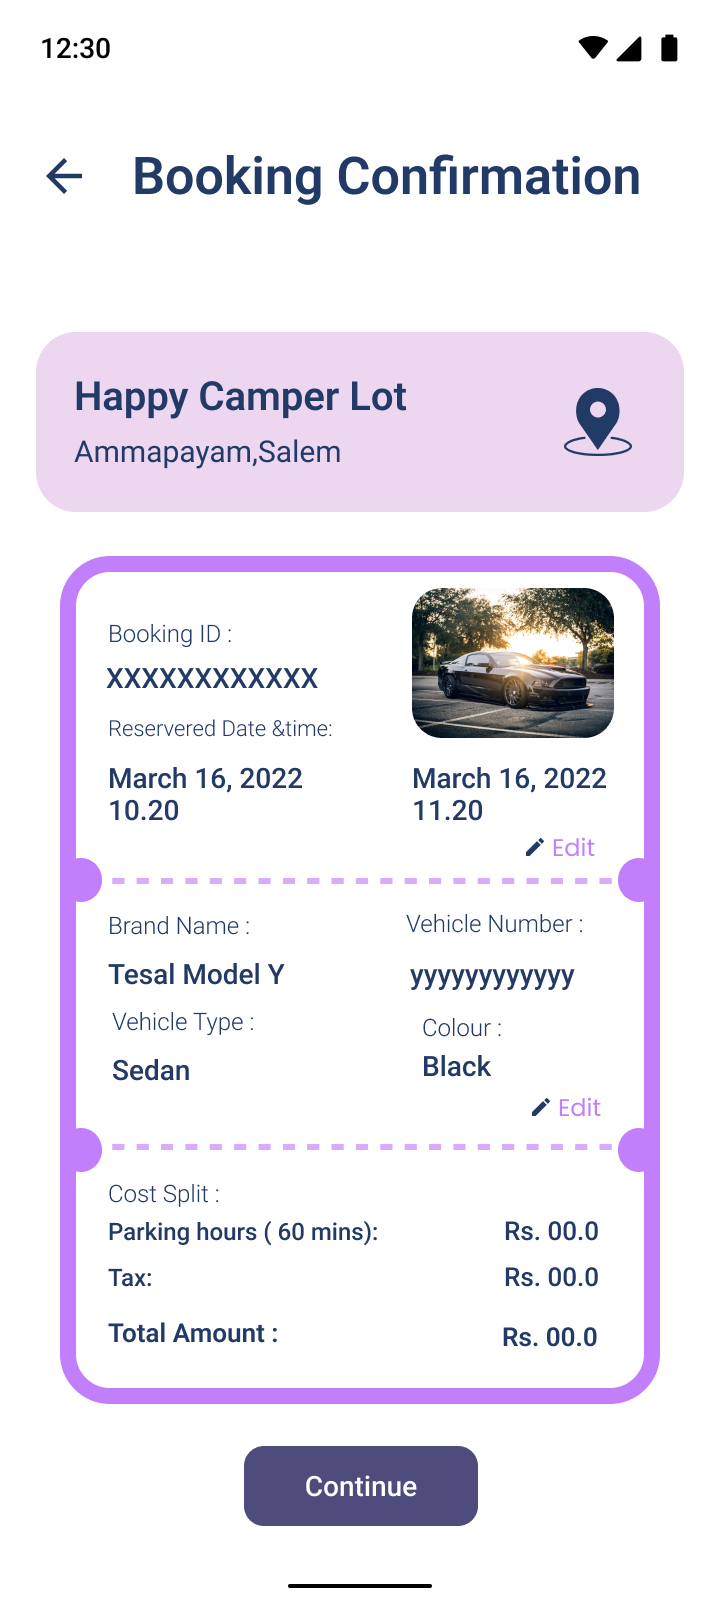 12:30
Booking Confirmation
Happy Camper Lot
Ammapayam,Salem
Booking ID :
XXXXXXXXXXXX
Reservered Date &time:
March 16, 2022
10.20
March 16, 2022
11.20
Edit
Brand Name :
Vehicle Number :
Tesal Model Y
yyyyyyyyyyyy
Vehicle Type :
Colour :
Sedan
Black
Edit
Cost Split :
Parking hours ( 60 mins): Rs. 00.0
Tax: Rs. 00.0
Total Amount : Rs. 00.0
Continue